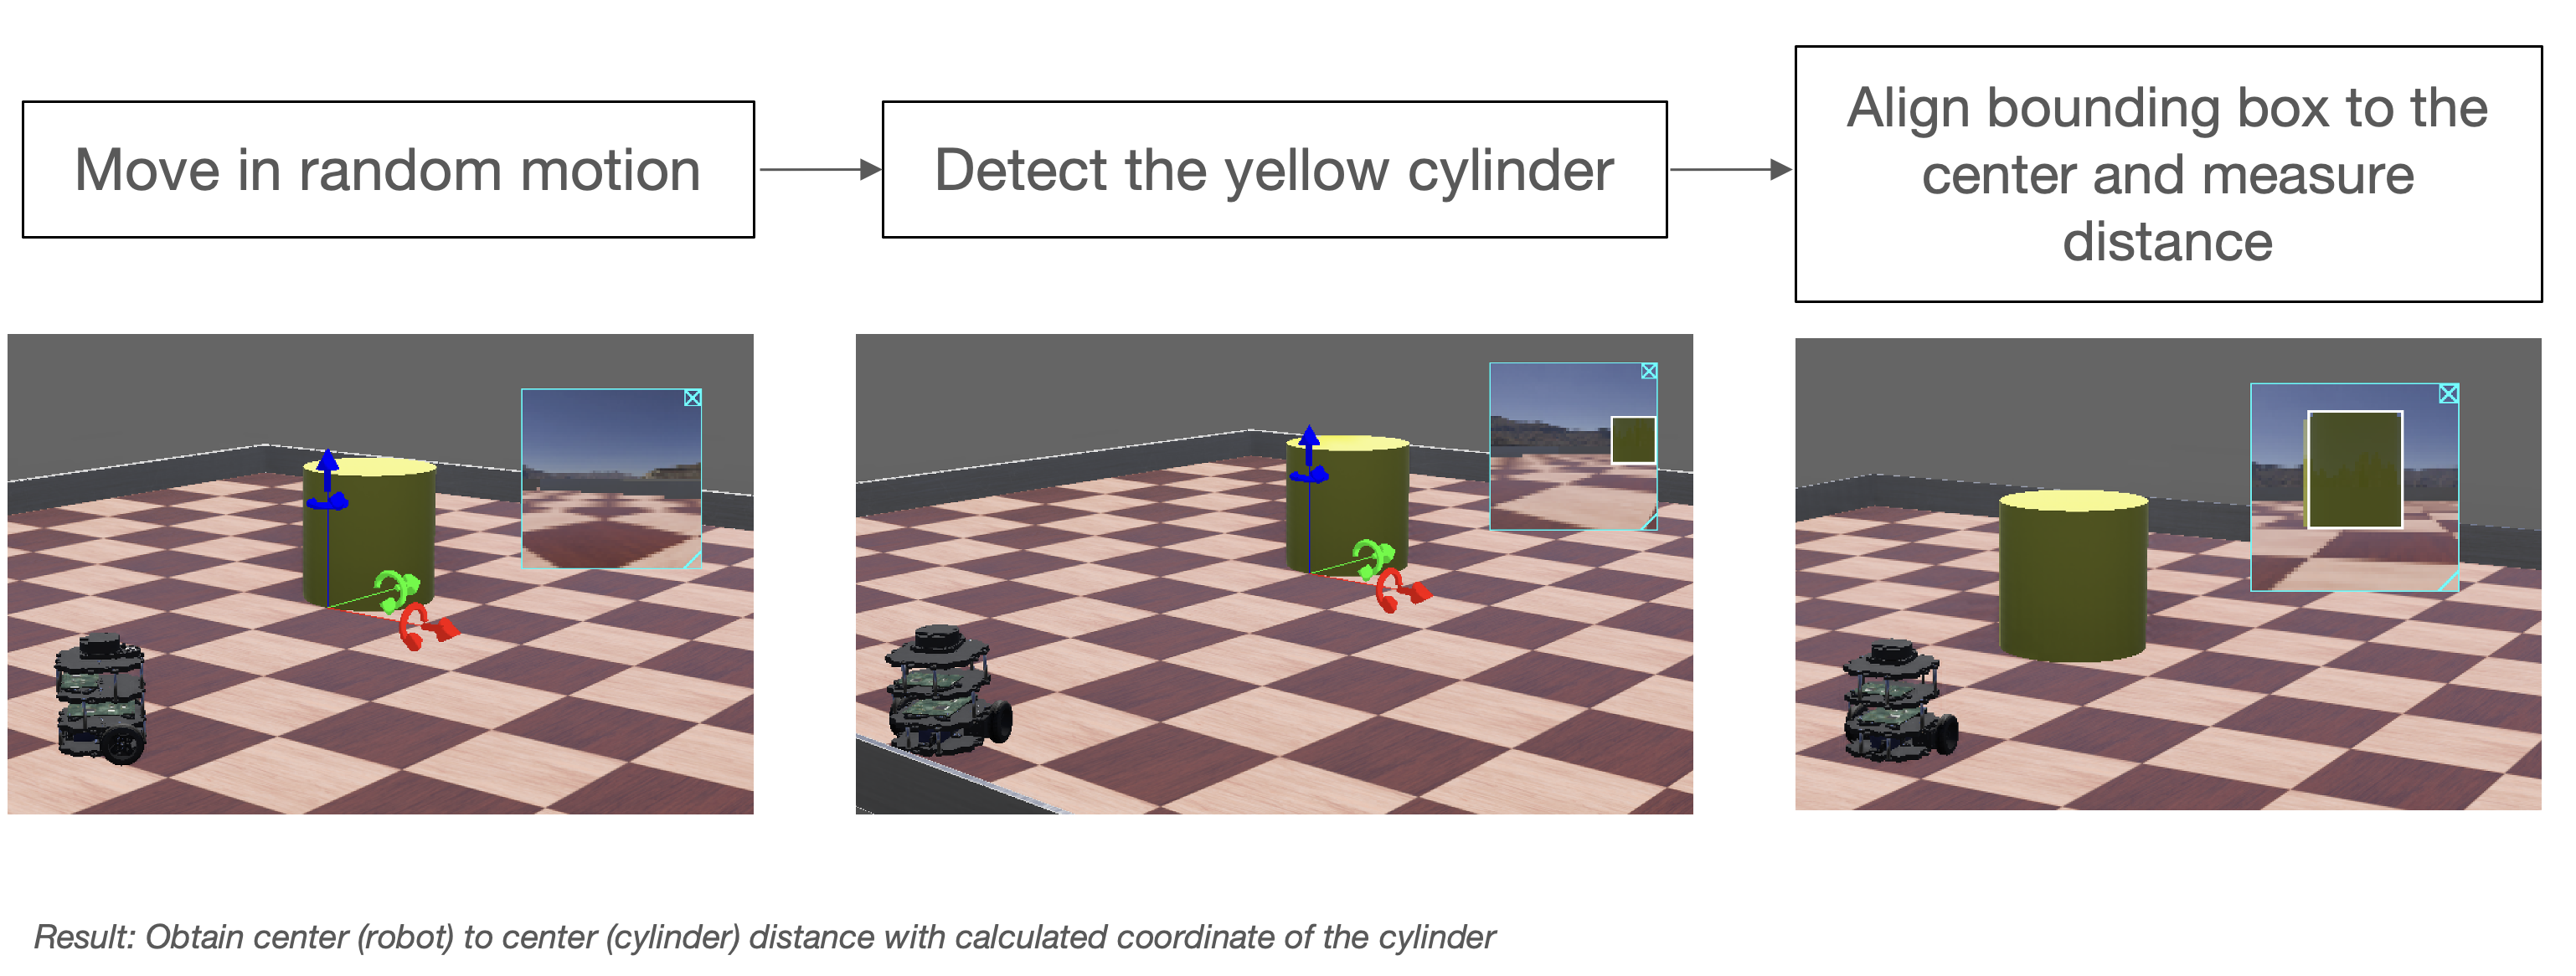 Move in random motion
Detect the yellow cylinder
Align bounding box to the
center and measure
distance
Result: Obtain center (robot) to center (cylinder) distance with calculated coordinate of the cylinder